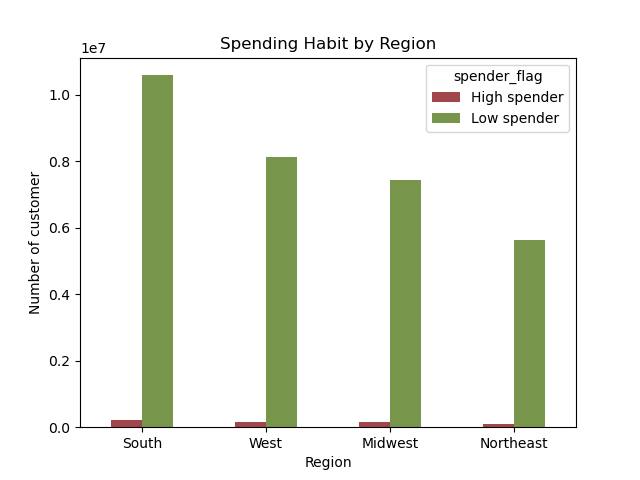 Spending Habit by Region
1e7
spender_flag
High spender
Low spender
Number of customer
1.0
0.8
0.6
0.4
0.2
0.0
South West Midwest Northeast
Region